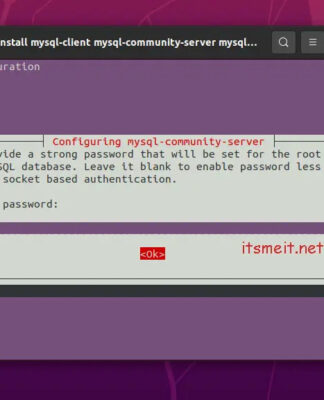 nstall mysql-client mysql-community-server mysql...
uration
Configuring mysql-community-server
vide a strong password that will be set for the root
SQL database. Leave it blank to enable password less
socket based authentication.
password:
<Ok>
itsmeit.net